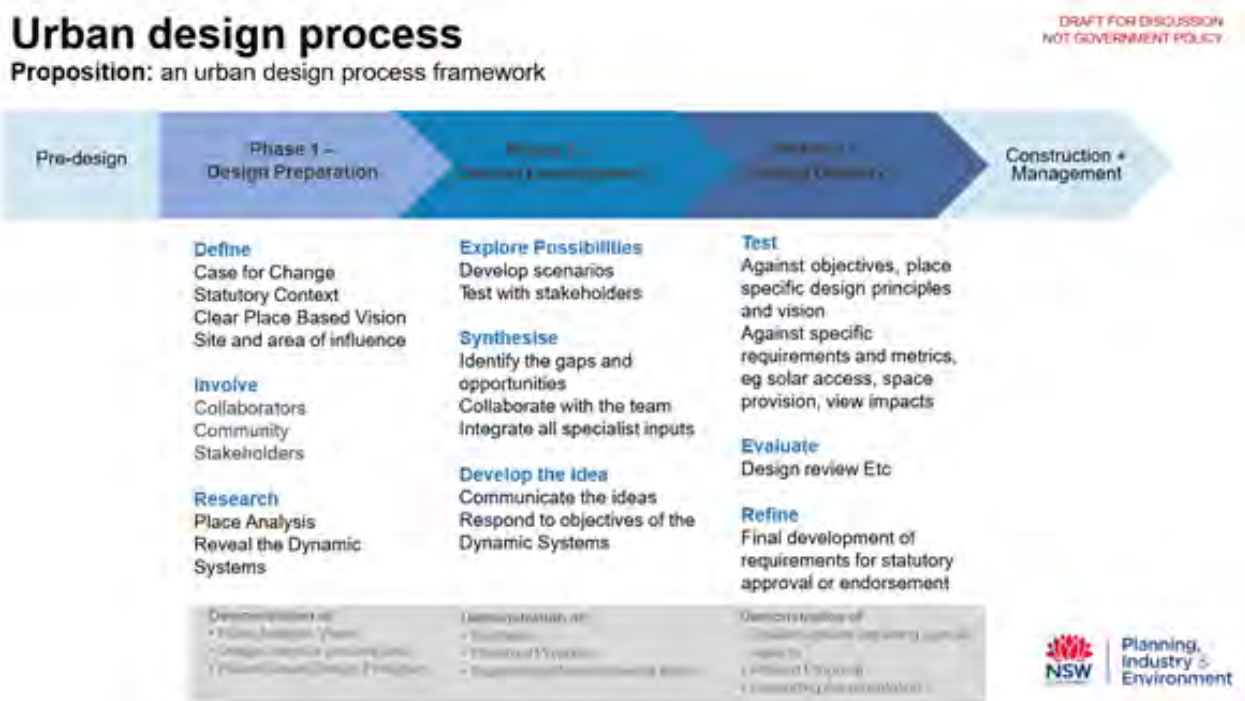 Urban design process
Proposition: an urban design process framework
DRAFT FOR DISCUSSION
NOT GOVERNMENT POLICY
Pre-design
Phase 1 –
Design Preparation
Construction +
Management
Define
Case for Change
Statutory Context
Clear Place Based Vision
Site and area of influence
Involve
Collaborators
Community
Stakeholders
Research
Place Analysis
Reveal the Dynamic
Systems
Explore Possibilities
Develop scenarios
Test with stakeholders
Synthesise
Identify the gaps and
opportunities
Collaborate with the team
Integrate all specialist inputs
Develop the idea
Communicate the ideas
Respond to objectives of the
Dynamic Systems
Test
Against objectives, place
specific design principles
and vision
Against specific
requirements and metrics,
eg solar access, space
provision, view impacts
Evaluate
Design review Etc
Refine
Final development of
requirements for statutory
approval or endorsement
Demonstration of
NSW
Planning,
Industry &
Environment